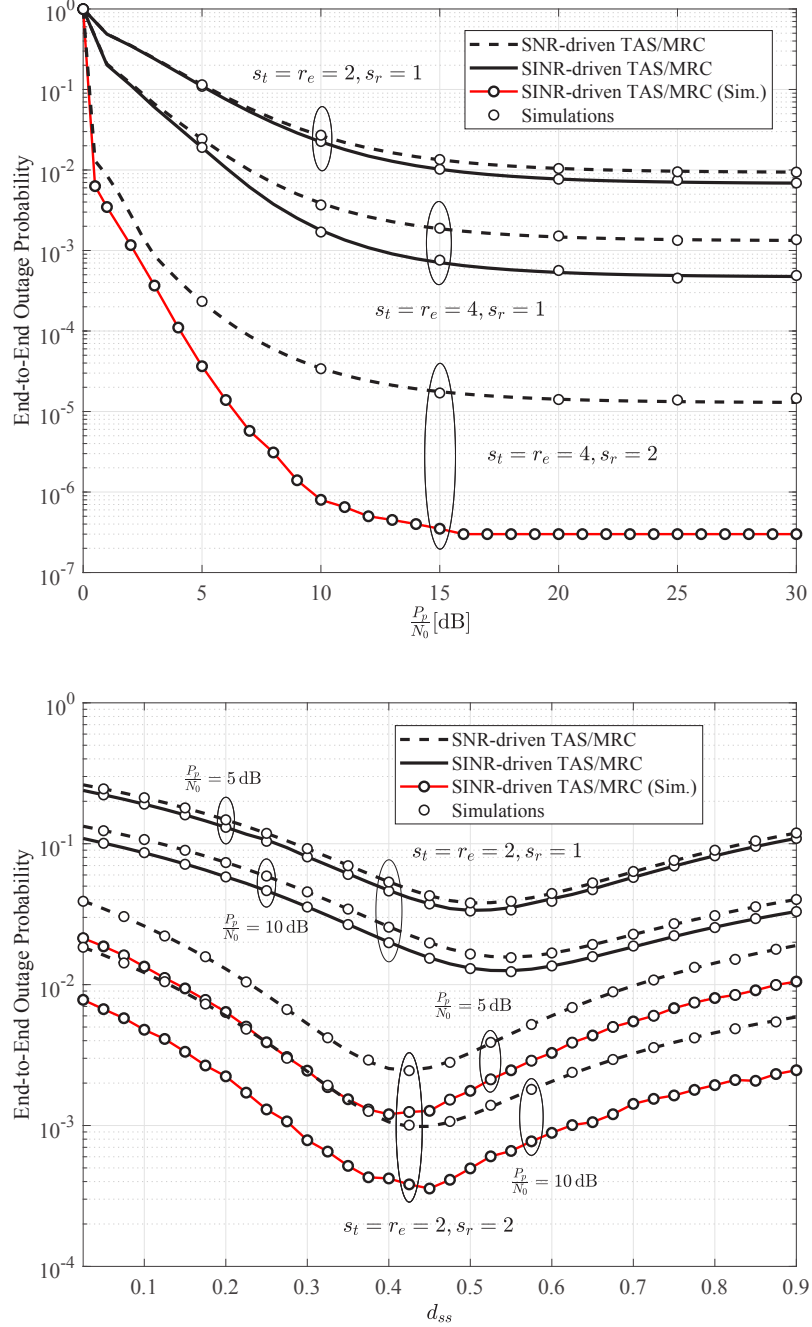 10^0
10^{-1}
10^{-2}
10^{-3}
10^{-4}
10^{-5}
10^{-6}
10^{-7}
End-to-End Outage Probability
SNR-driven TAS/MRC
SINR-driven TAS/MRC
SINR-driven TAS/MRC (Sim.)
Simulations
s_t = r_e = 2, s_r = 1
s_t = r_e = 4, s_r = 1
s_t = r_e = 4, s_r = 2
0 5 10 15 20 25 30
P_p/N_0 [dB]
10^0
10^{-1}
10^{-2}
10^{-3}
10^{-4}
End-to-End Outage Probability
SNR-driven TAS/MRC
SINR-driven TAS/MRC
SINR-driven TAS/MRC (Sim.)
Simulations
P_p/N_0 = 5 dB
s_t = r_e = 2, s_r = 1
P_p/N_0 = 10 dB
P_p/N_0 = 5 dB
P_p/N_0 = 10 dB
s_t = r_e = 2, s_r = 2
0.1 0.2 0.3 0.4 0.5 0.6 0.7 0.8 0.9
d_{ss}